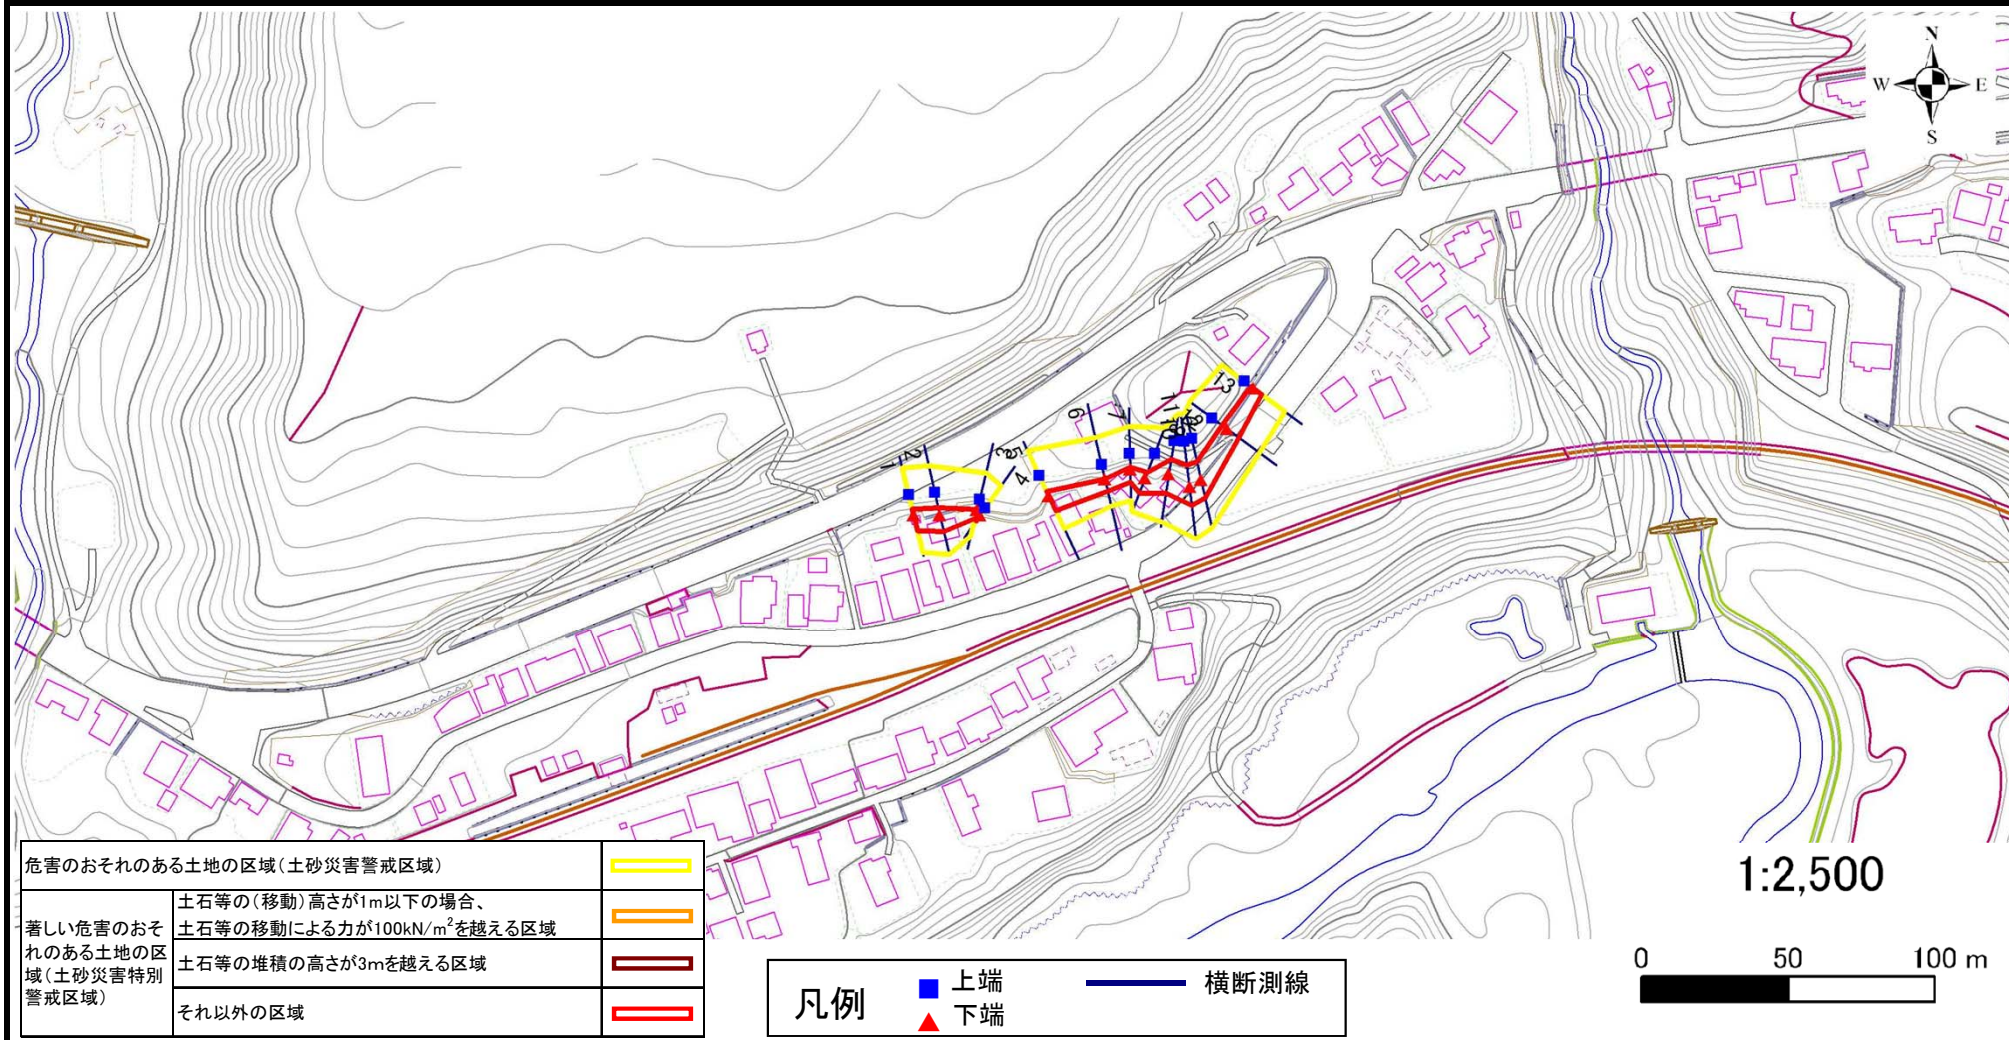 N
W E
S
13
1
2
3
4
5
6
7
危害のおそれのある土地の区域(土砂災害警戒区域)
著しい危害のおそれのある土地の区域(土砂災害特別警戒区域)
土石等の(移動)高さが1m以下の場合、
土石等の移動による力が100kN/m²を越える区域
土石等の堆積の高さが3mを越える区域
それ以外の区域
凡例
上端
下端
横断測線
1:2,500
0 50 100 m